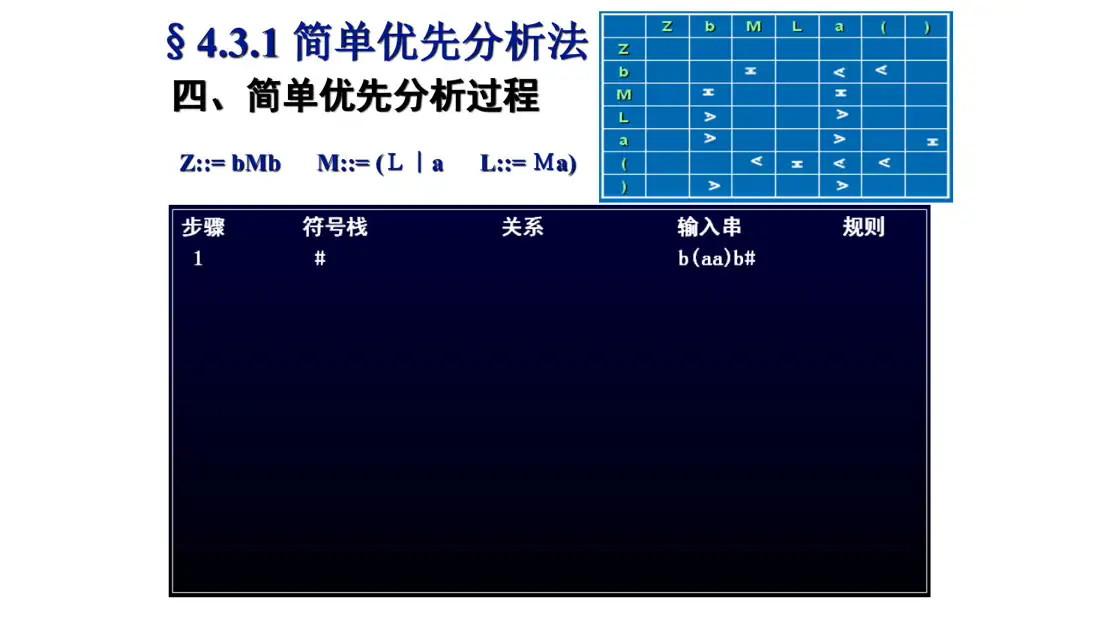 §4.3.1 简单优先分析法
四、简单优先分析过程
Z::= bMb M::= (L | a L::= Ma)
Z b M L a ( )
Z
b ≖ < <
M ≖ ≖
L > >
a > > ≖
( < ≖ < <
) > >
步骤 符号栈 关系 输入串 规则
1 # b(aa)b#